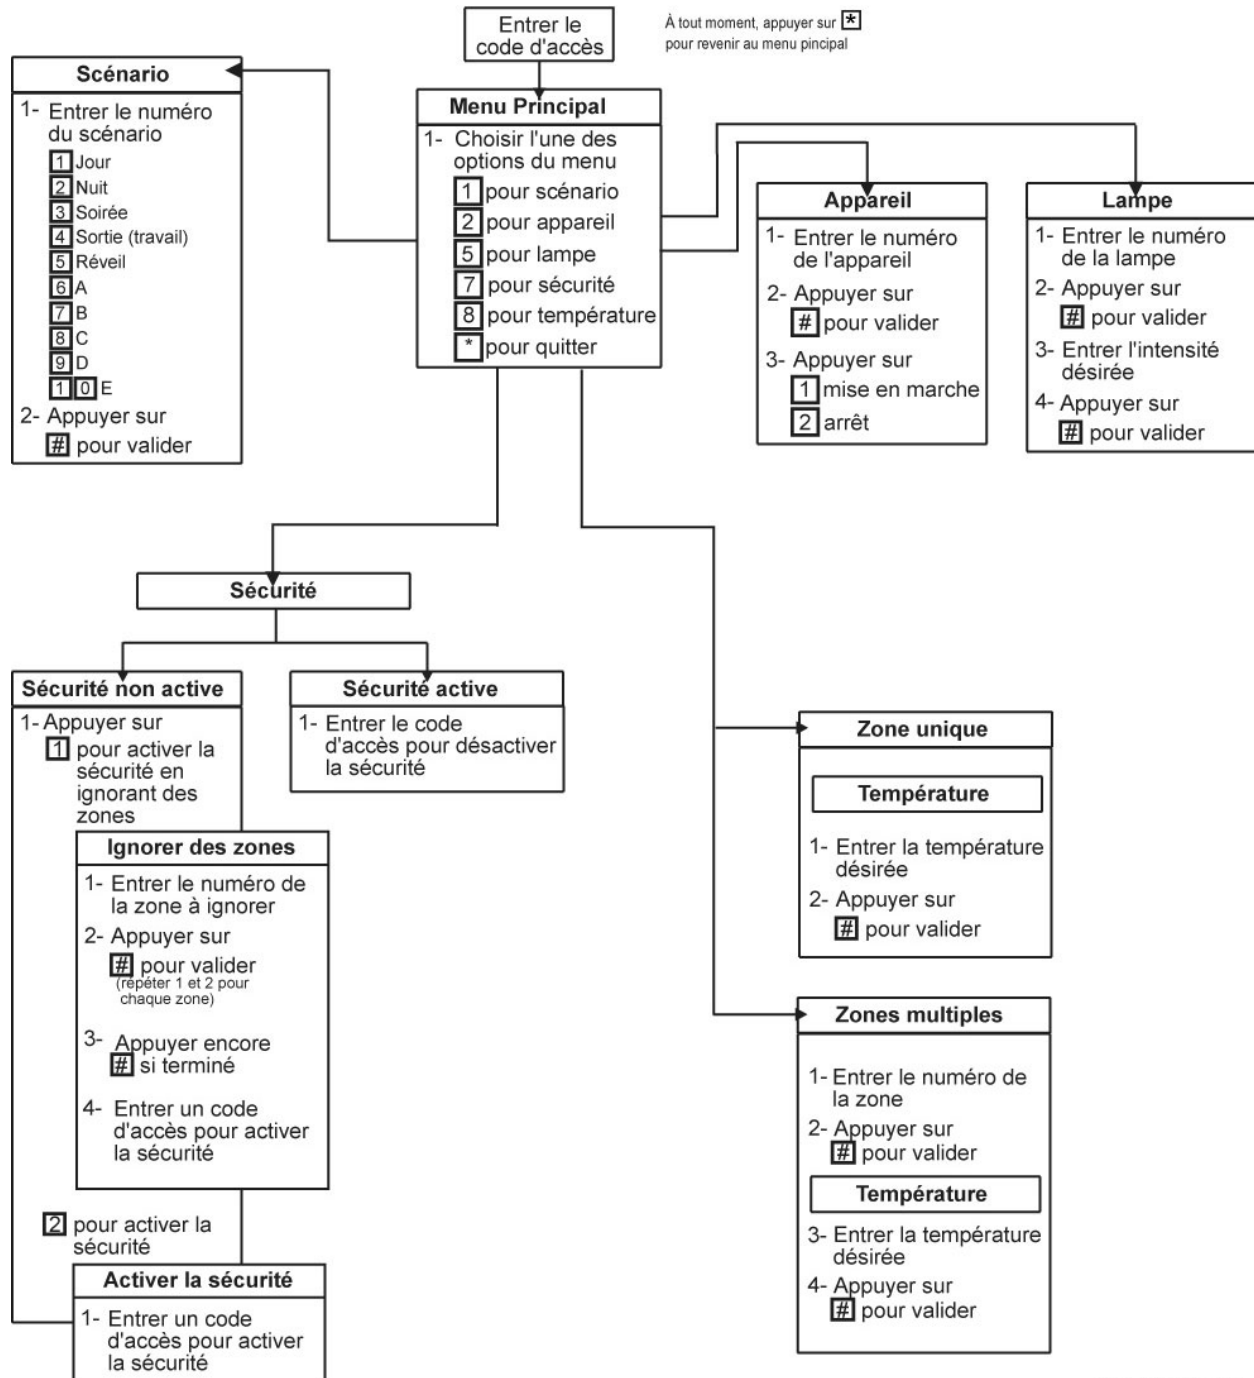 Entrer le
code d'accès
À tout moment, appuyer sur *
pour revenir au menu pincipal
Scénario
1- Entrer le numéro
du scénario
1 Jour
2 Nuit
3 Soirée
4 Sortie (travail)
5 Réveil
6 A
7 B
8 C
9 D
1 0 E
2- Appuyer sur
# pour valider
Menu Principal
1- Choisir l'une des
options du menu
1 pour scénario
2 pour appareil
5 pour lampe
7 pour sécurité
8 pour température
* pour quitter
Appareil
1- Entrer le numéro
de l'appareil
2- Appuyer sur
# pour valider
3- Appuyer sur
1 mise en marche
2 arrêt
Lampe
1- Entrer le numéro
de la lampe
2- Appuyer sur
# pour valider
3- Entrer l'intensité
désirée
4- Appuyer sur
# pour valider
Sécurité
Sécurité non active
1- Appuyer sur
1 pour activer la
sécurité en
ignorant des
zones
Ignorer des zones
1- Entrer le numéro de
la zone à ignorer
2- Appuyer sur
# pour valider
(répéter 1 et 2 pour
chaque zone)
3- Appuyer encore
# si terminé
4- Entrer un code
d'accès pour activer
la sécurité
2 pour activer la
sécurité
Activer la sécurité
1- Entrer un code
d'accès pour activer
la sécurité
Sécurité active
1- Entrer le code
d'accès pour désactiver
la sécurité
Zone unique
Température
1- Entrer la température
désirée
2- Appuyer sur
# pour valider
Zones multiples
1- Entrer le numéro de
la zone
2- Appuyer sur
# pour valider
Température
3- Entrer la température
désirée
4- Appuyer sur
# pour valider